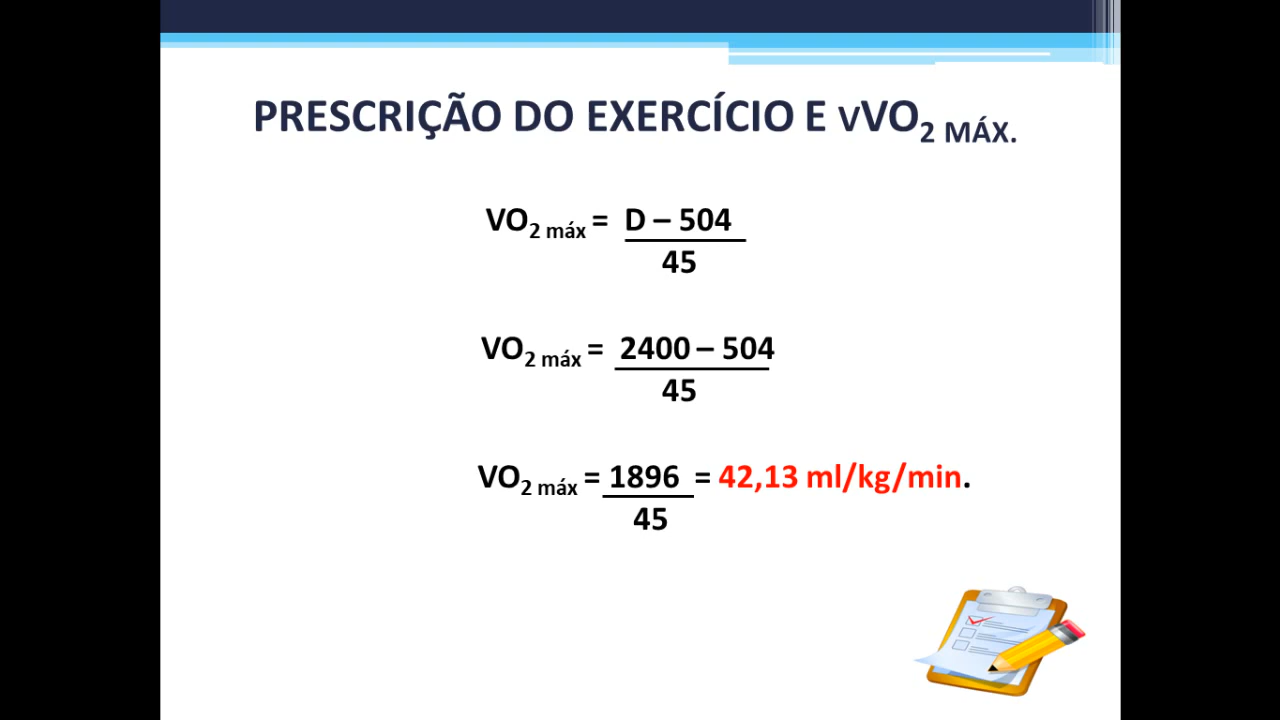 PRESCRIÇÃO DO EXERCÍCIO E vVO2 MÁX.
VO2 máx = D – 504
45
VO2 máx = 2400 – 504
45
VO2 máx = 1896 = 42,13 ml/kg/min.
45